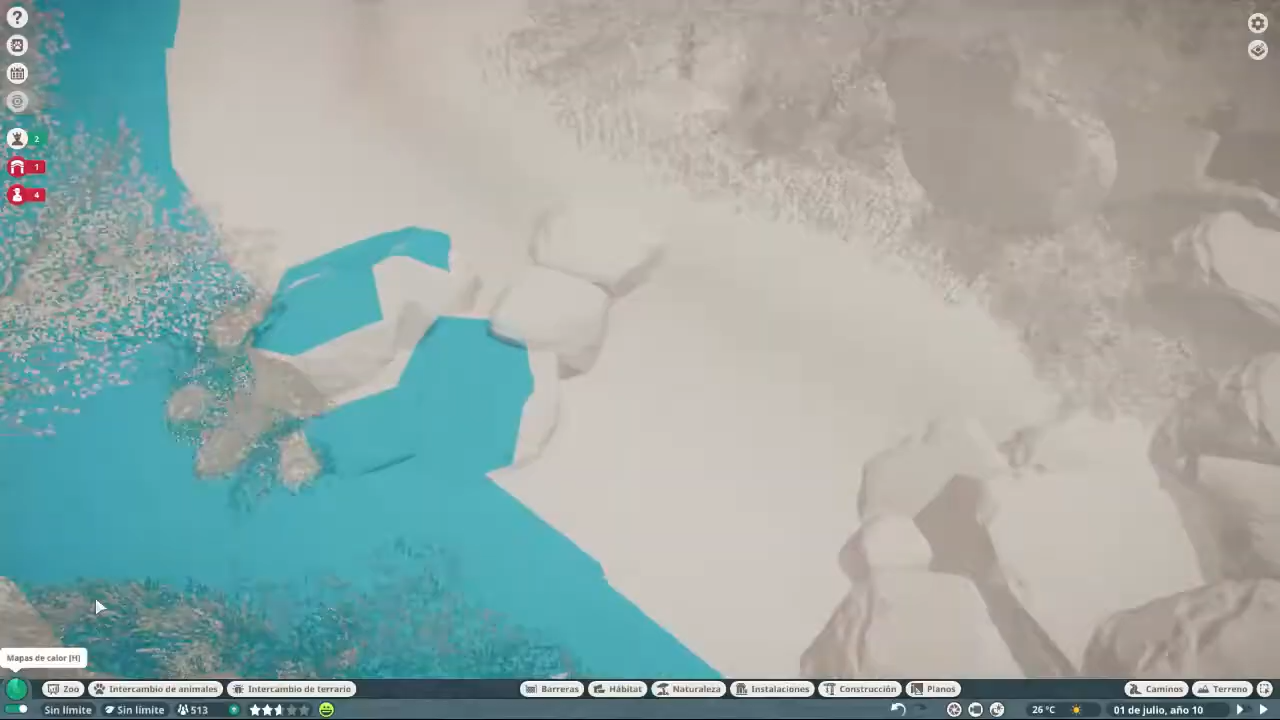 ?
2
1
4
Mapas de calor [H]
Zoo
Intercambio de animales
Intercambio de terrario
Barreras
Hábitat
Naturaleza
Instalaciones
Construcción
Planos
Caminos
Terreno
Sin límite
Sin límite
513
26 °C
01 de julio, año 10